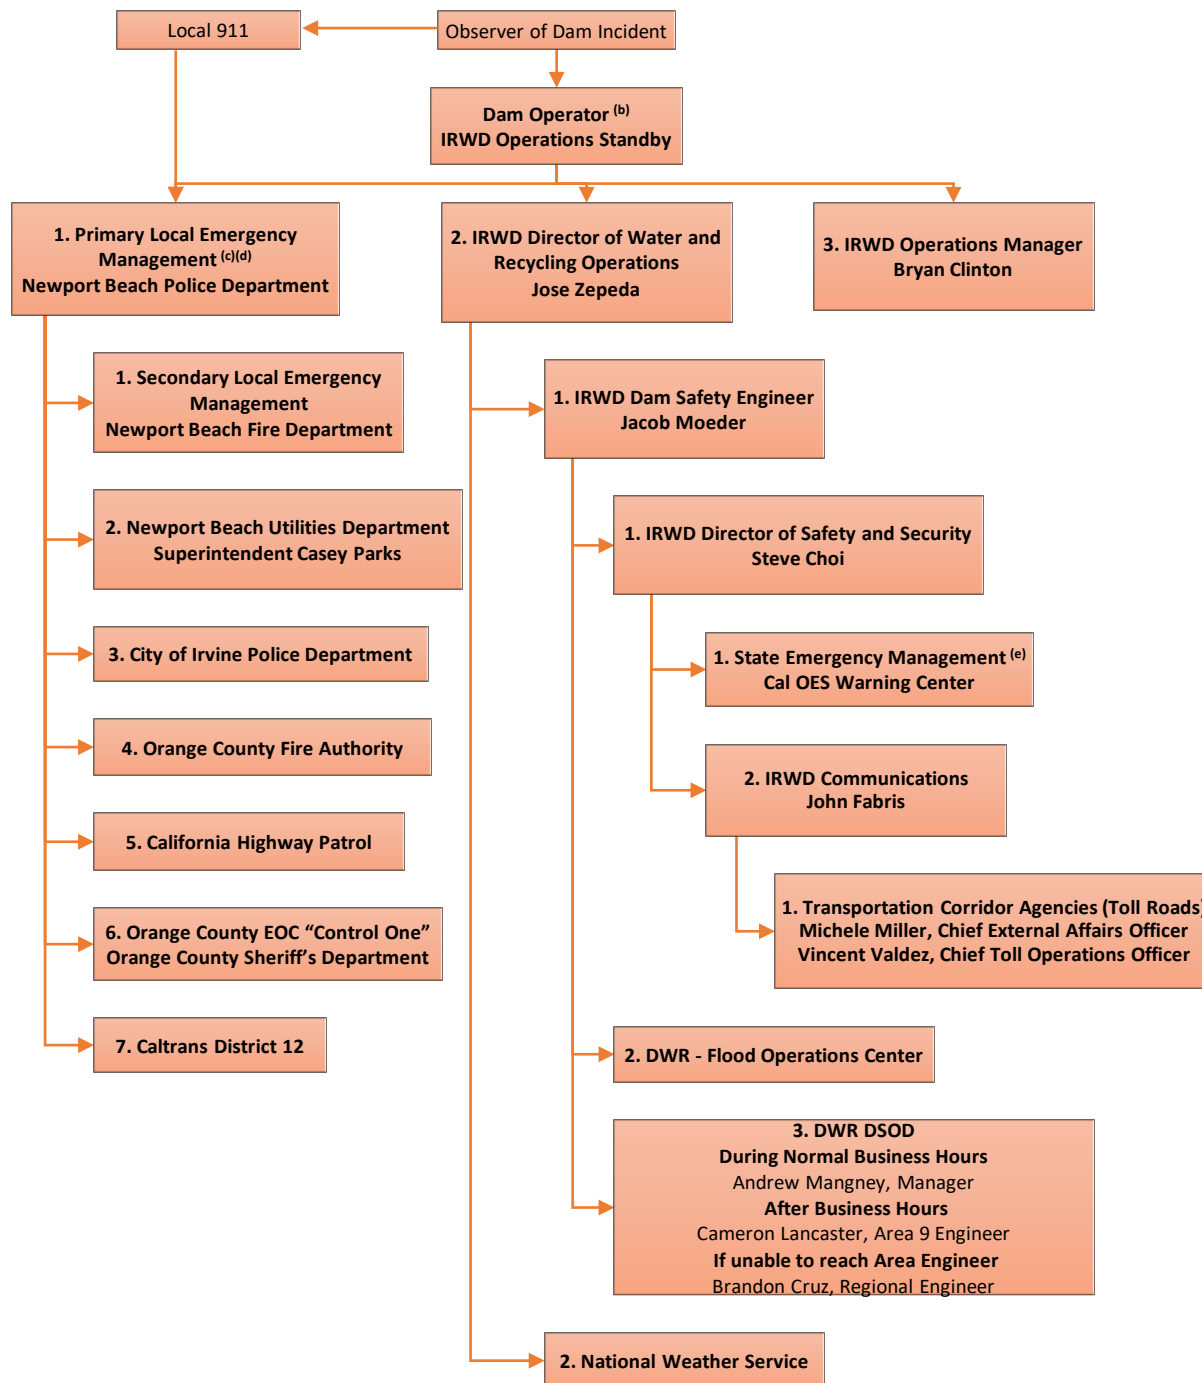 Local 911
Observer of Dam Incident
Dam Operator (b)
IRWD Operations Standby
1. Primary Local Emergency
Management (c)(d)
Newport Beach Police Department
2. IRWD Director of Water and
Recycling Operations
Jose Zepeda
3. IRWD Operations Manager
Bryan Clinton
1. Secondary Local Emergency
Management
Newport Beach Fire Department
2. Newport Beach Utilities Department
Superintendent Casey Parks
3. City of Irvine Police Department
4. Orange County Fire Authority
5. California Highway Patrol
6. Orange County EOC “Control One”
Orange County Sheriff’s Department
7. Caltrans District 12
1. IRWD Dam Safety Engineer
Jacob Moeder
1. IRWD Director of Safety and Security
Steve Choi
1. State Emergency Management (e)
Cal OES Warning Center
2. IRWD Communications
John Fabris
1. Transportation Corridor Agencies (Toll Roads)
Michele Miller, Chief External Affairs Officer
Vincent Valdez, Chief Toll Operations Officer
2. DWR - Flood Operations Center
3. DWR DSOD
During Normal Business Hours
Andrew Mangney, Manager
After Business Hours
Cameron Lancaster, Area 9 Engineer
If unable to reach Area Engineer
Brandon Cruz, Regional Engineer
2. National Weather Service